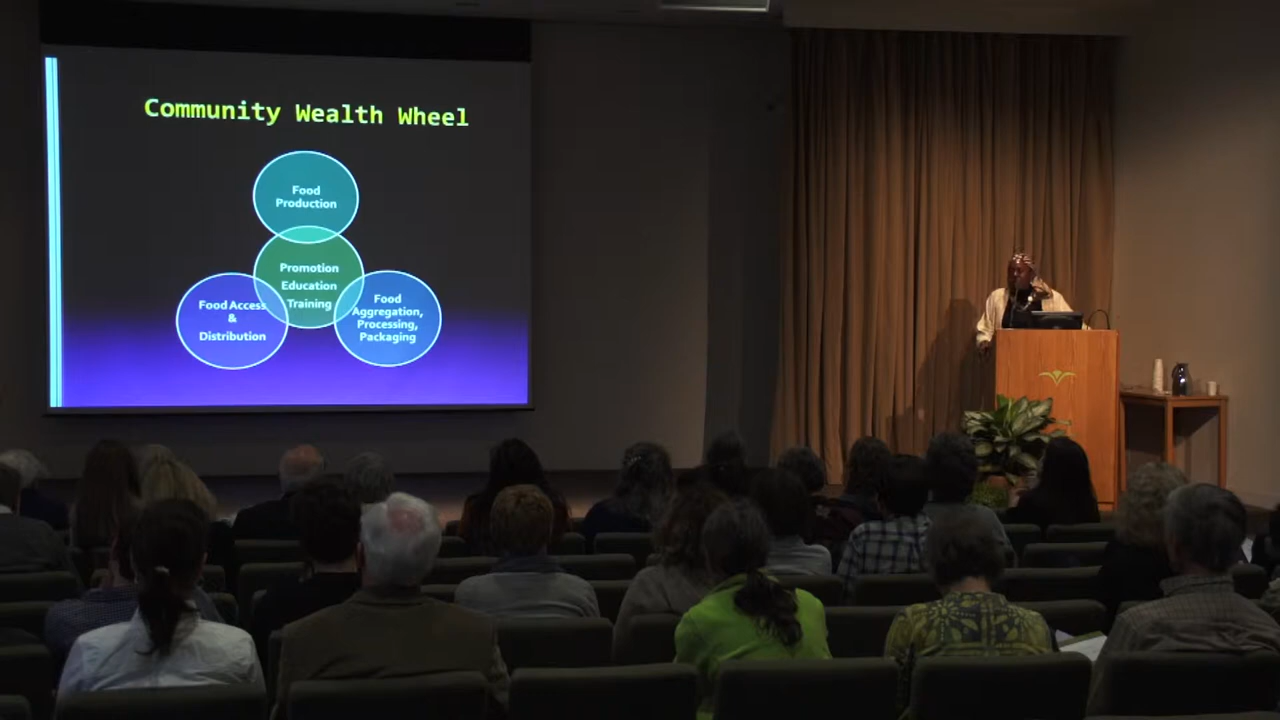 Community Wealth Wheel
Food
Production
Promotion
Education
Training
Food Access
&
Distribution
Food
Aggregation,
Processing,
Packaging